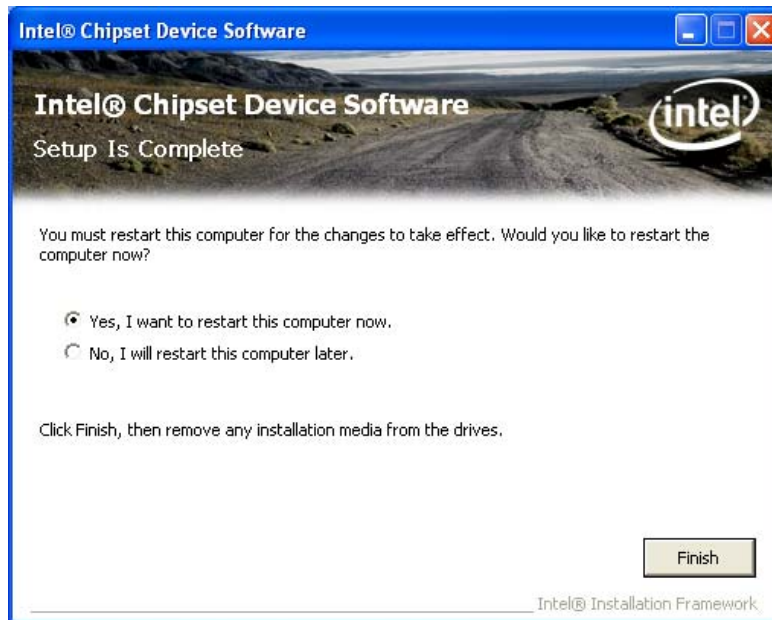 Intel® Chipset Device Software
Intel® Chipset Device Software
intel
Setup Is Complete
You must restart this computer for the changes to take effect. Would you like to restart the
computer now?
Yes, I want to restart this computer now.
No, I will restart this computer later.
Click Finish, then remove any installation media from the drives.
Finish
Intel® Installation Framework